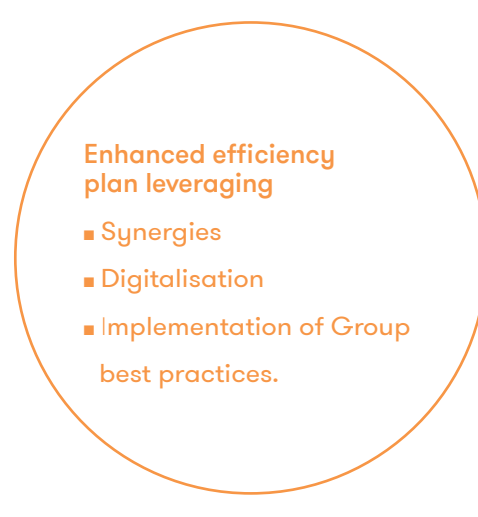 Enhanced efficiency
plan leveraging
■ Synergies
■ Digitalisation
■ Implementation of Group
best practices.